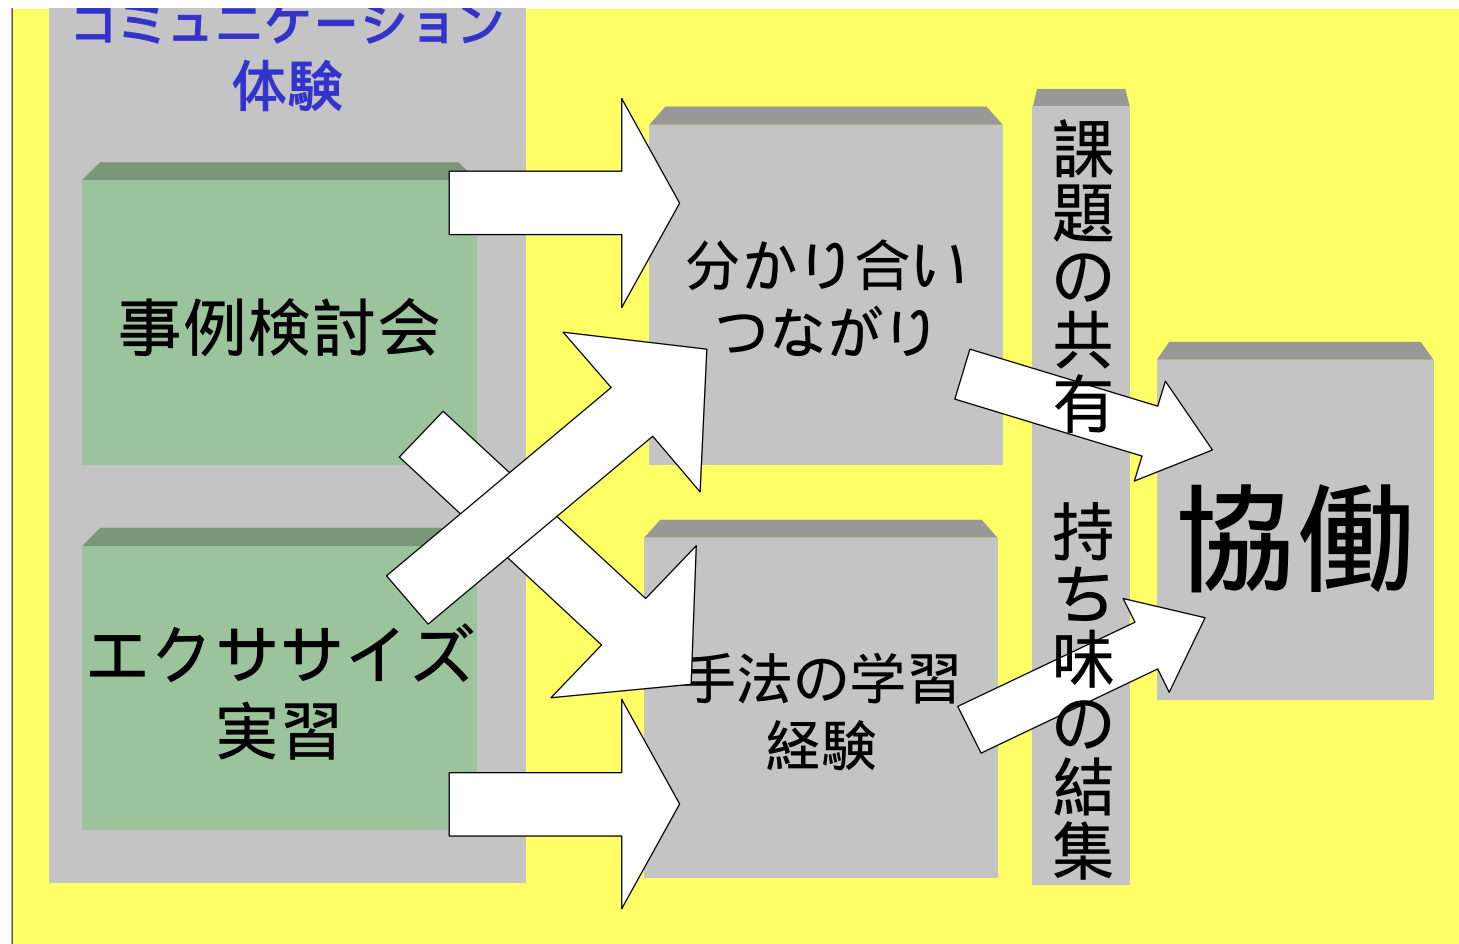 コミュニケーション
体験
事例検討会
エクササイズ
実習
分かり合い
つながり
手法の学習
経験
課題の共有　持ち味の結集
協働